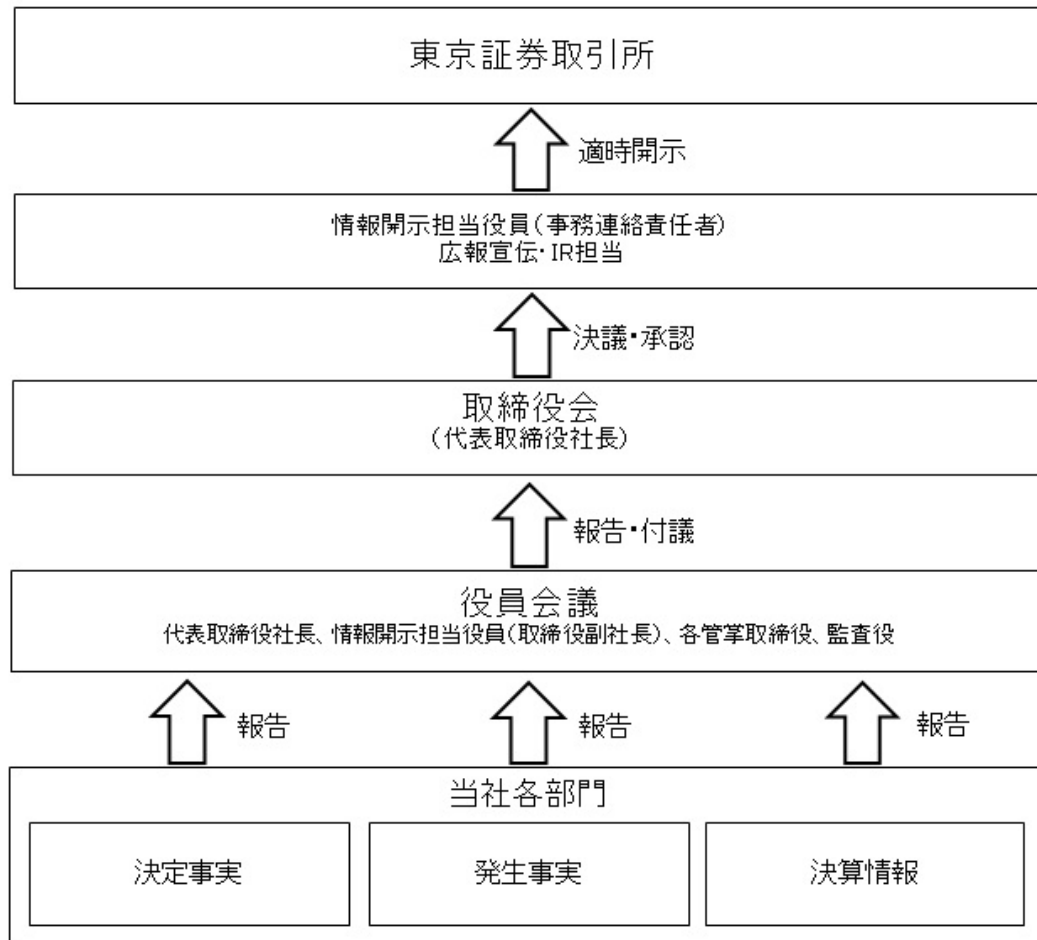 東京証券取引所
適時開示
情報開示担当役員(事務連絡責任者)
広報宣伝・IR担当
決議・承認
取締役会
(代表取締役社長)
報告・付議
役員会議
代表取締役社長、情報開示担当役員(取締役副社長)、各管掌取締役、監査役
報告
報告
報告
当社各部門
決定事実
発生事実
決算情報